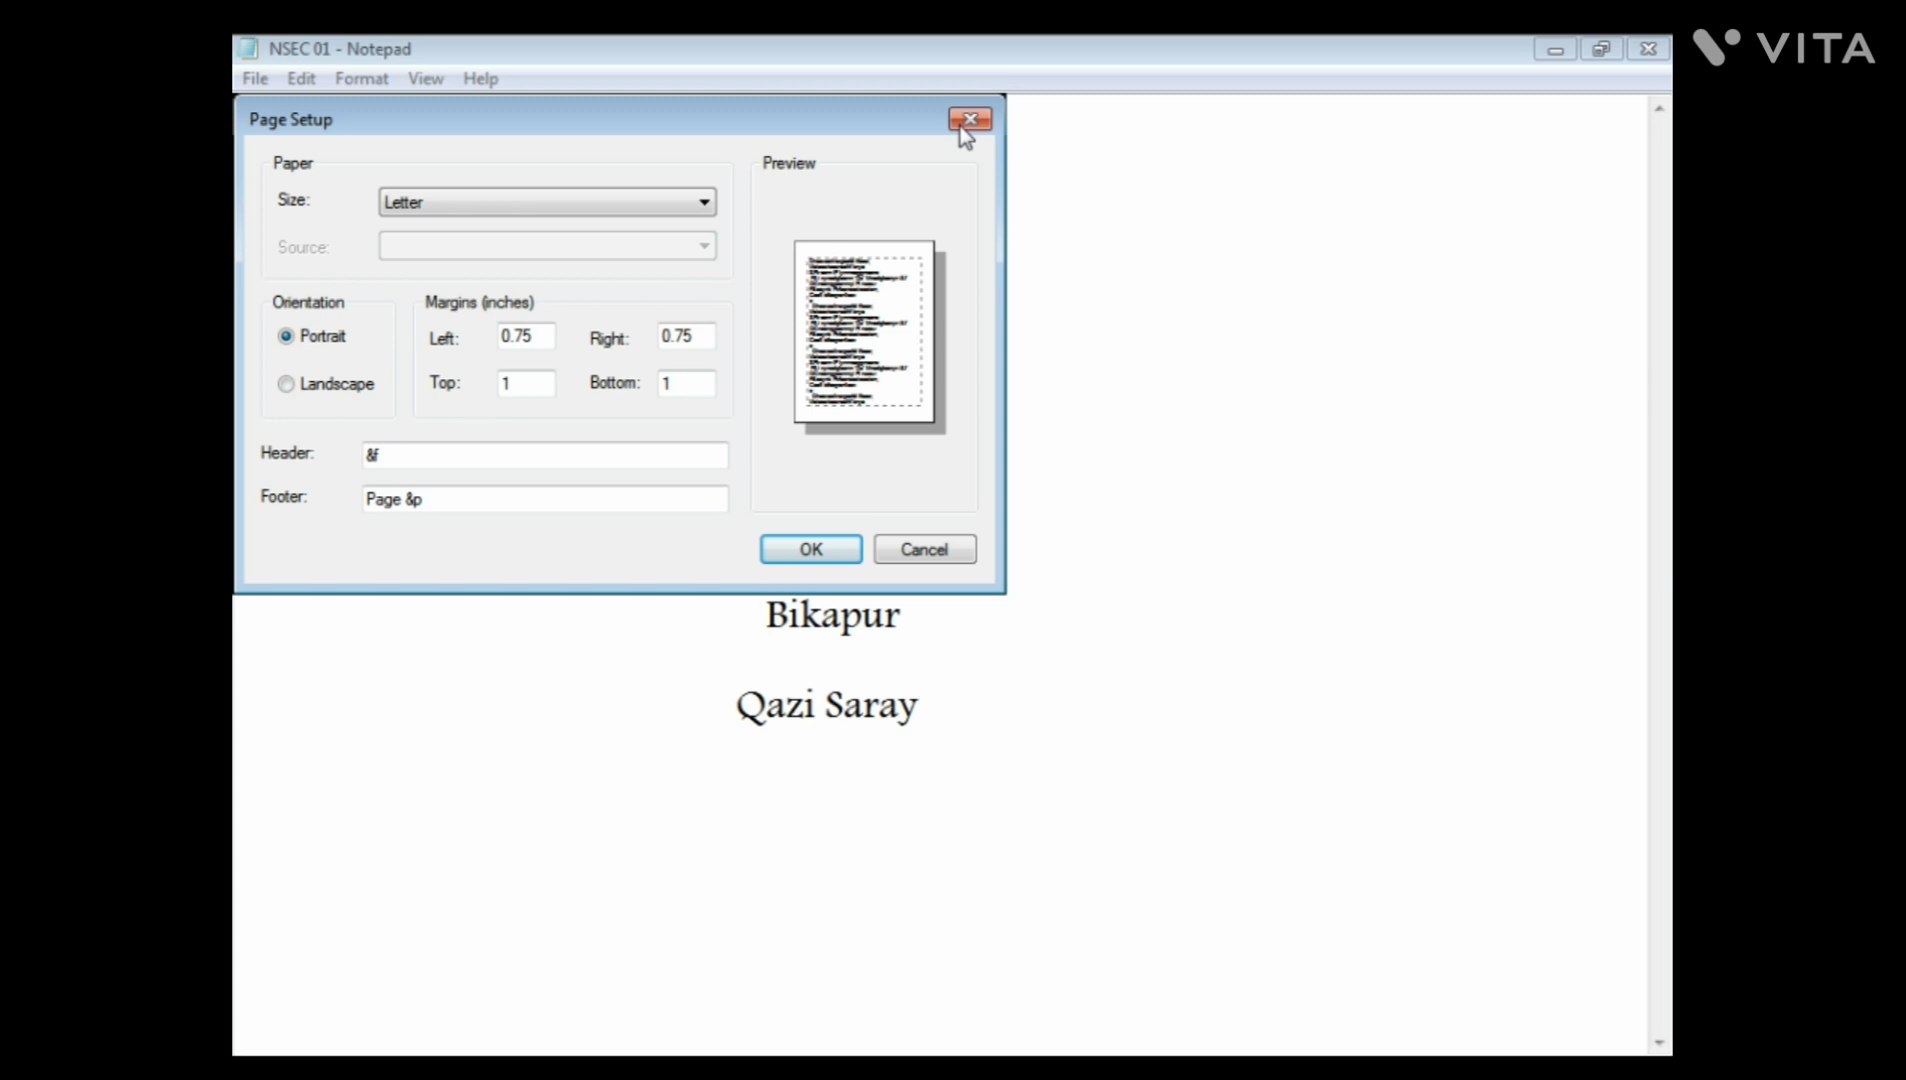 NSEC 01 - Notepad
VITA
File Edit Format View Help
Page Setup
Paper
Size: Letter
Source:
Preview
Orientation
Portrait
Landscape
Margins (inches)
Left: 0.75 Right: 0.75
Top: 1 Bottom: 1
Header: &f
Footer: Page &p
OK Cancel
Bikapur
Qazi Saray